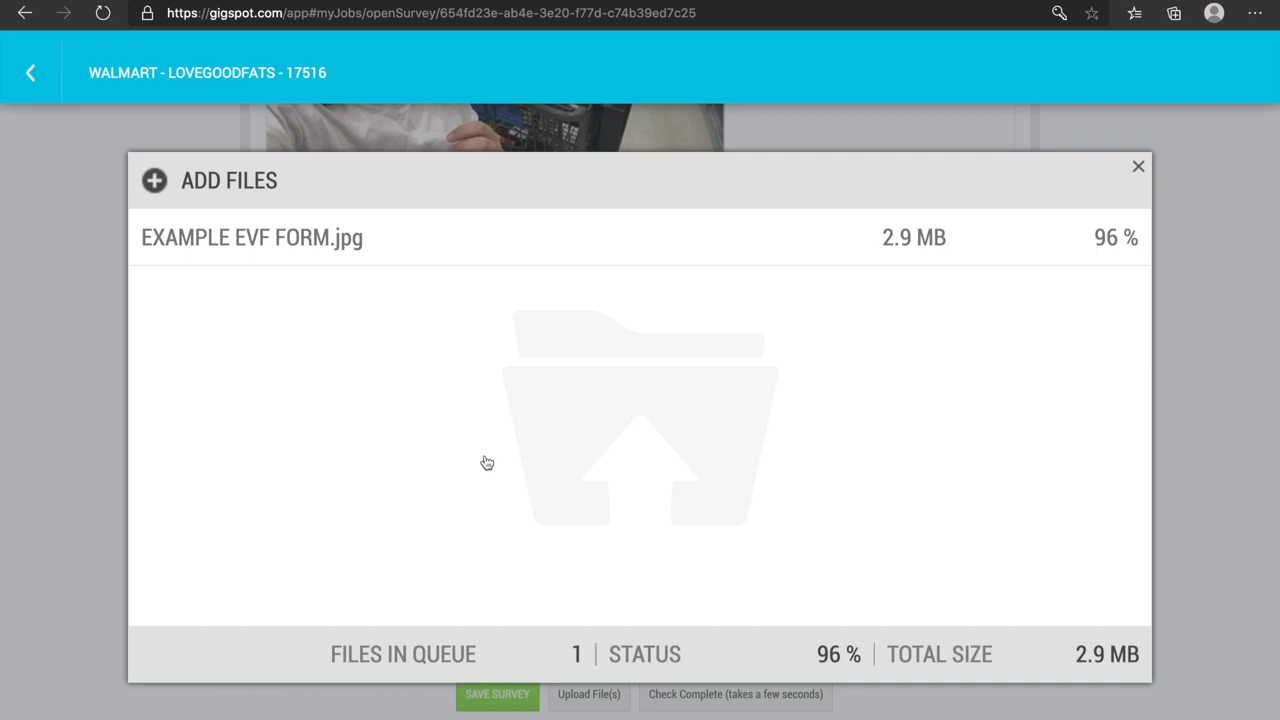 https://gigspot.com/app#myJobs/openSurvey/654fd23e-ab4e-3e20-f77d-c74b39ed7c25
WALMART - LOVEGOODFATS - 17516
ADD FILES
EXAMPLE EVF FORM.jpg 2.9 MB 96 %
FILES IN QUEUE 1 STATUS 96 % TOTAL SIZE 2.9 MB
SAVE SURVEY Upload File(s) Check Complete (takes a few seconds)